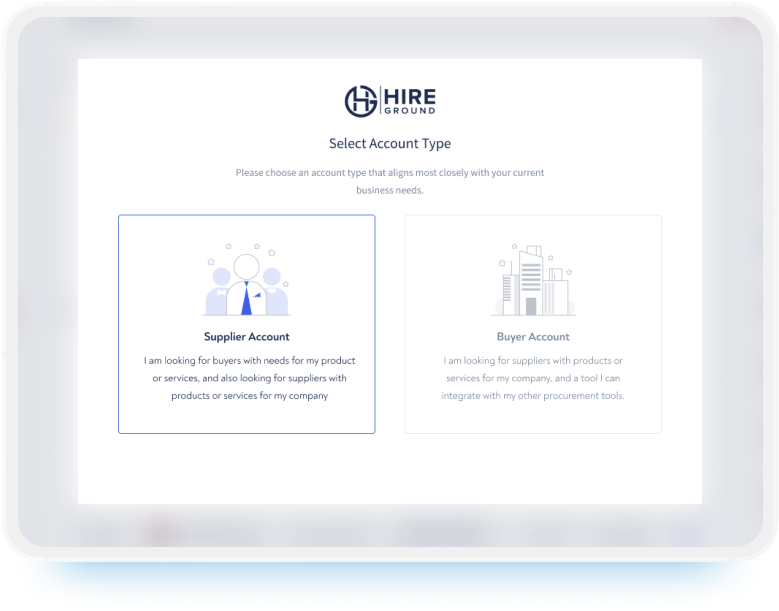 HIRE
GROUND
Select Account Type
Please choose an account type that aligns most closely with your current
business needs.
Supplier Account
I am looking for buyers with needs for my product
or services, and also looking for suppliers with
products or services for my company
Buyer Account
I am looking for suppliers with products or
services for my company, and a tool I can
integrate with my other procurement tools.